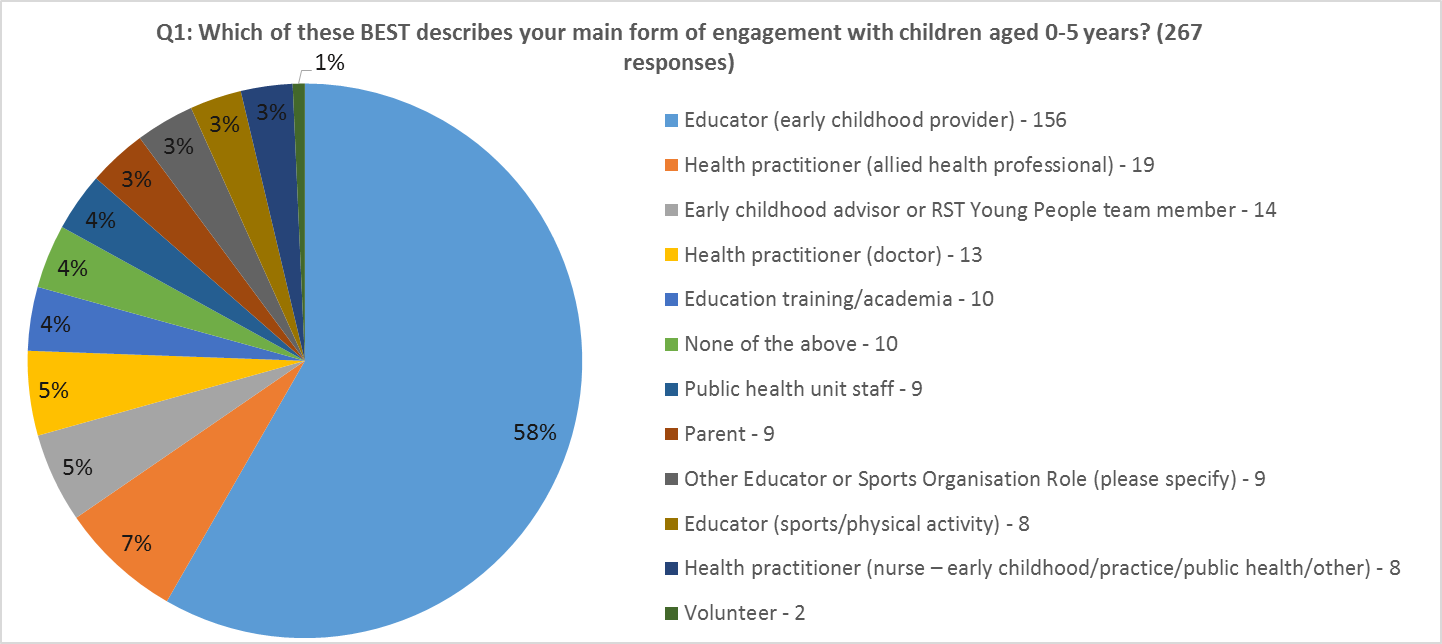 Q1: Which of these BEST describes your main form of engagement with children aged 0-5 years? (267
responses)
1%
3%
3%
3%
3%
4%
4%
4%
5%
5%
7%
58%
Educator (early childhood provider) - 156
Health practitioner (allied health professional) - 19
Early childhood advisor or RST Young People team member - 14
Health practitioner (doctor) - 13
Education training/academia - 10
None of the above - 10
Public health unit staff - 9
Parent - 9
Other Educator or Sports Organisation Role (please specify) - 9
Educator (sports/physical activity) - 8
Health practitioner (nurse – early childhood/practice/public health/other) - 8
Volunteer - 2